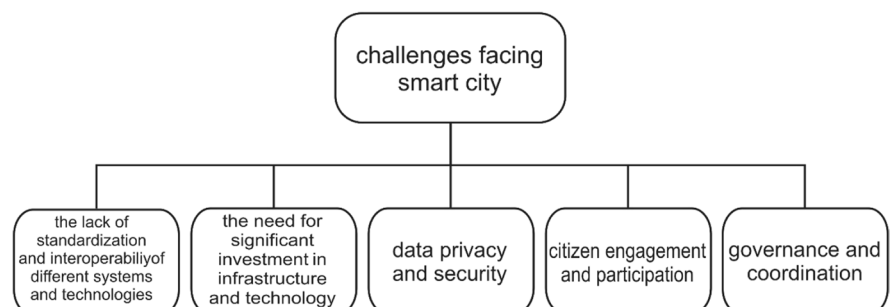 challenges facing
smart city
the lack of
standardization
and interoperabiliyof
different systems
and technologies
the need for
significant
investment in
infrastructure
and technology
data privacy
and security
citizen engagement
and participation
governance and
coordination